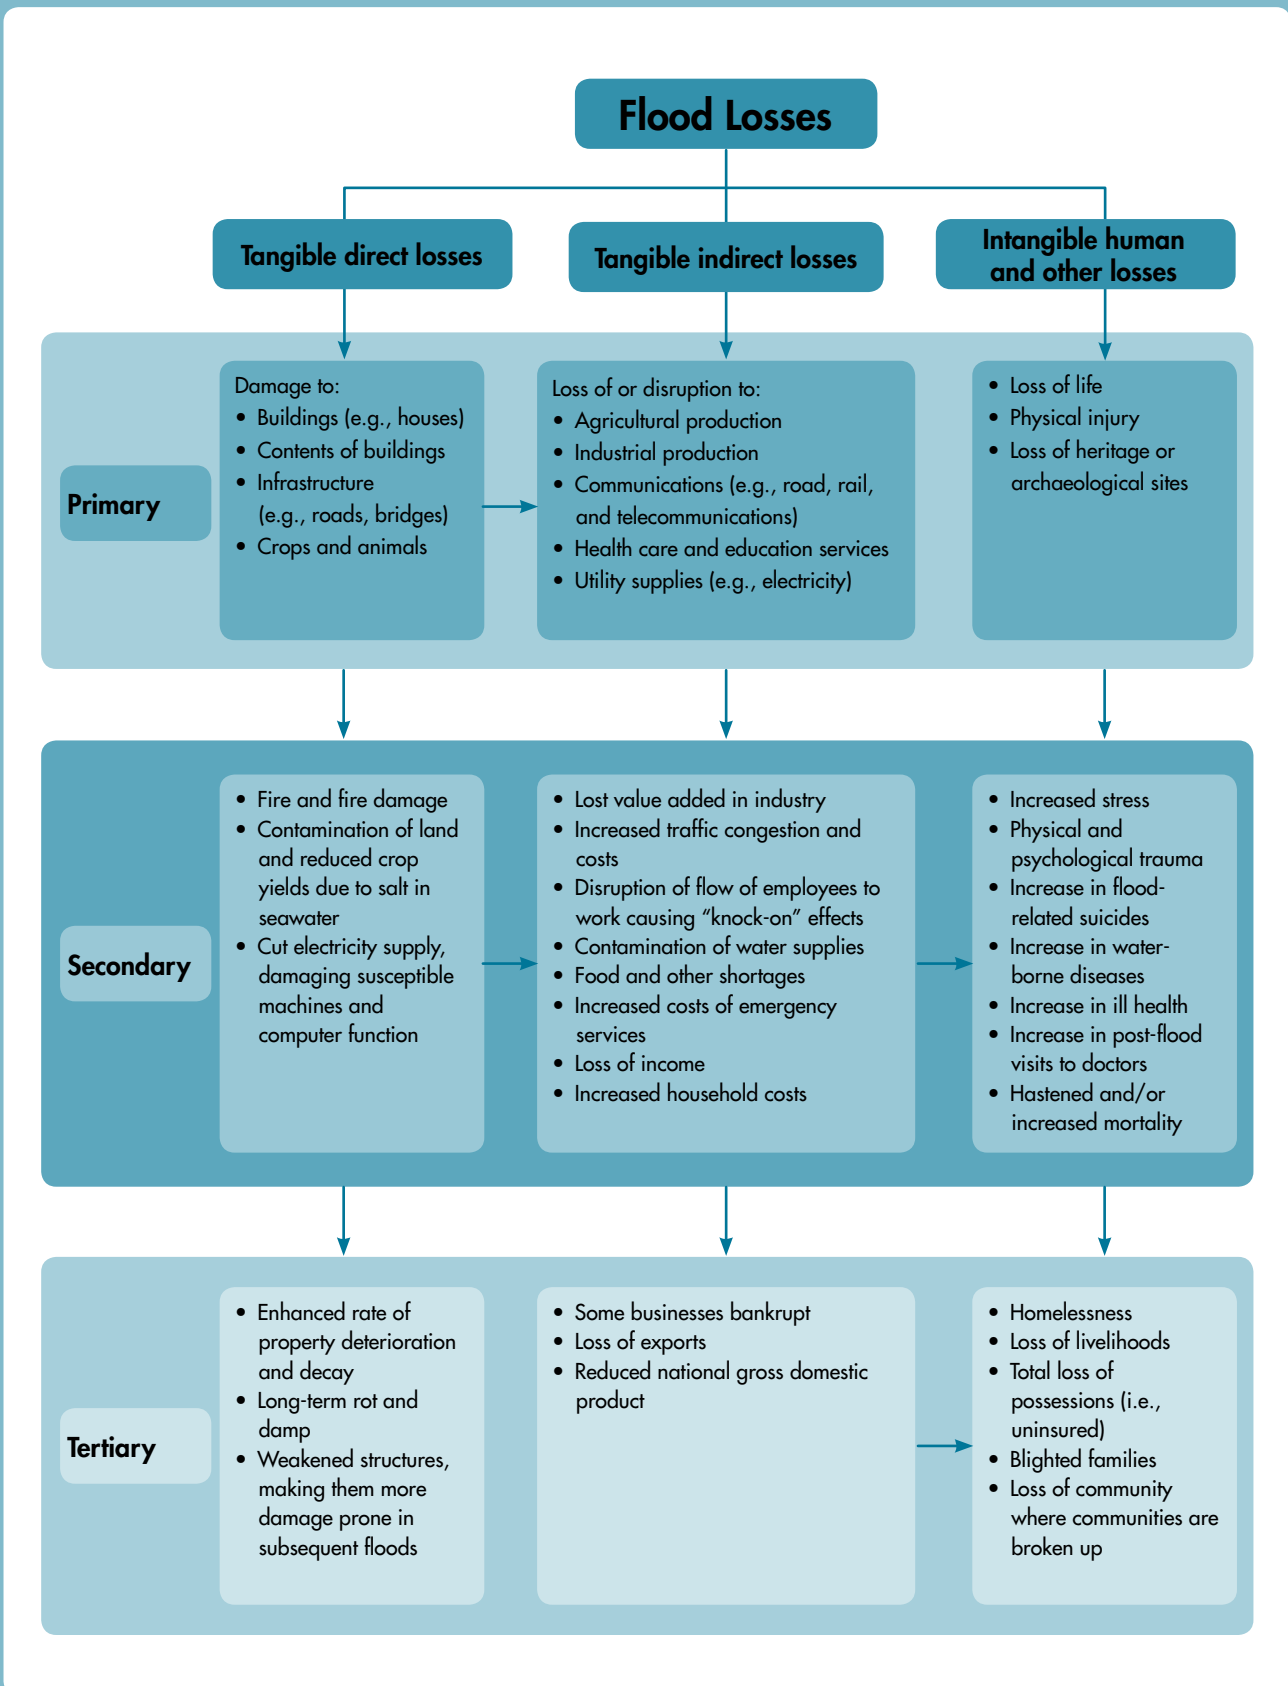 Flood Losses
Tangible direct losses
Tangible indirect losses
Intangible human
and other losses
Primary
Damage to:
• Buildings (e.g., houses)
• Contents of buildings
• Infrastructure
(e.g., roads, bridges)
• Crops and animals
Loss of or disruption to:
• Agricultural production
• Industrial production
• Communications (e.g., road, rail,
and telecommunications)
• Health care and education services
• Utility supplies (e.g., electricity)
• Loss of life
• Physical injury
• Loss of heritage or
archaeological sites
Secondary
• Fire and fire damage
• Contamination of land
and reduced crop
yields due to salt in
seawater
• Cut electricity supply,
damaging susceptible
machines and
computer function
• Lost value added in industry
• Increased traffic congestion and
costs
• Disruption of flow of employees to
work causing “knock-on” effects
• Contamination of water supplies
• Food and other shortages
• Increased costs of emergency
services
• Loss of income
• Increased household costs
• Increased stress
• Physical and
psychological trauma
• Increase in flood-
related suicides
• Increase in water-
borne diseases
• Increase in ill health
• Increase in post-flood
visits to doctors
• Hastened and/or
increased mortality
Tertiary
• Enhanced rate of
property deterioration
and decay
• Long-term rot and
damp
• Weakened structures,
making them more
damage prone in
subsequent floods
• Some businesses bankrupt
• Loss of exports
• Reduced national gross domestic
product
• Homelessness
• Loss of livelihoods
• Total loss of
possessions (i.e.,
uninsured)
• Blighted families
• Loss of community
where communities are
broken up